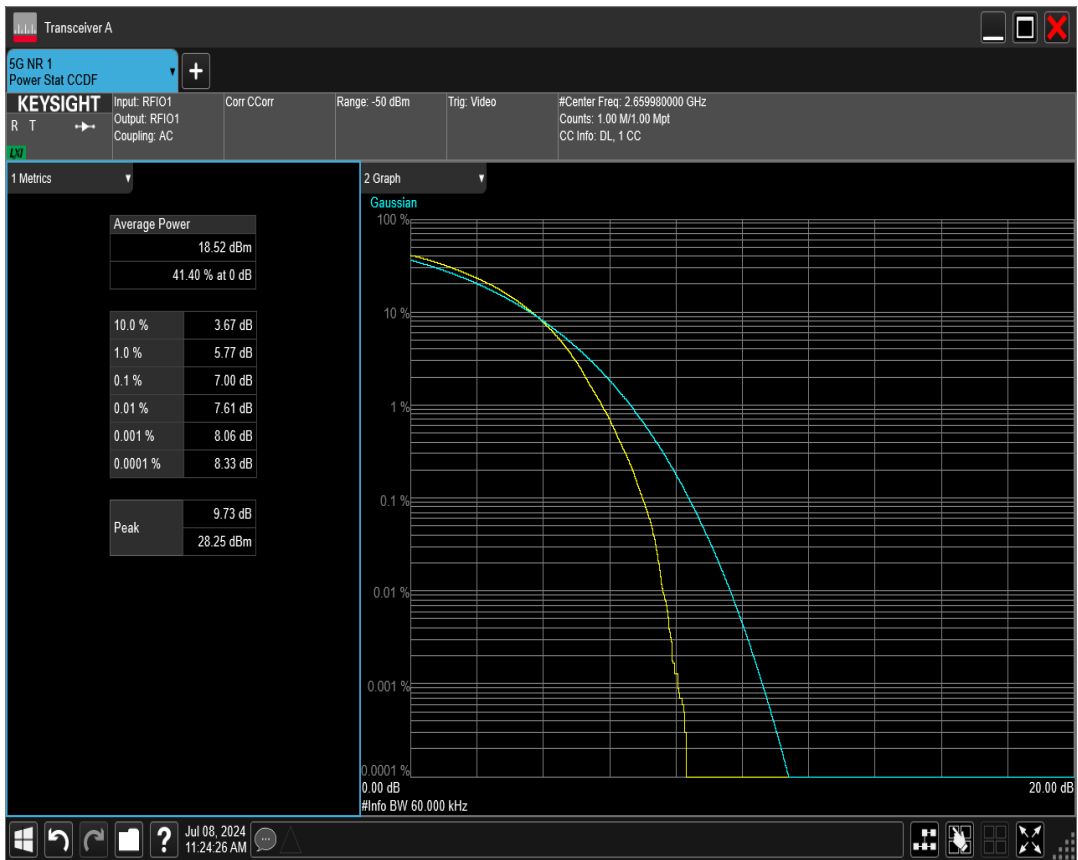 Transceiver A
5G NR 1
Power Stat CCDF
KEYSIGHT
R T
LXI
Input: RFIO1
Output: RFIO1
Coupling: AC
Corr CCorr
Range: -50 dBm
Trig: Video
#Center Freq: 2.659980000 GHz
Counts: 1.00 M/1.00 Mpt
CC Info: DL, 1 CC
1 Metrics
Average Power
18.52 dBm
41.40 % at 0 dB
10.0 % 3.67 dB
1.0 % 5.77 dB
0.1 % 7.00 dB
0.01 % 7.61 dB
0.001 % 8.06 dB
0.0001 % 8.33 dB
Peak 9.73 dB
28.25 dBm
2 Graph
Gaussian
100 %
10 %
1 %
0.1 %
0.01 %
0.001 %
0.0001 %
0.00 dB 20.00 dB
#Info BW 60.000 kHz
? Jul 08, 2024
11:24:26 AM